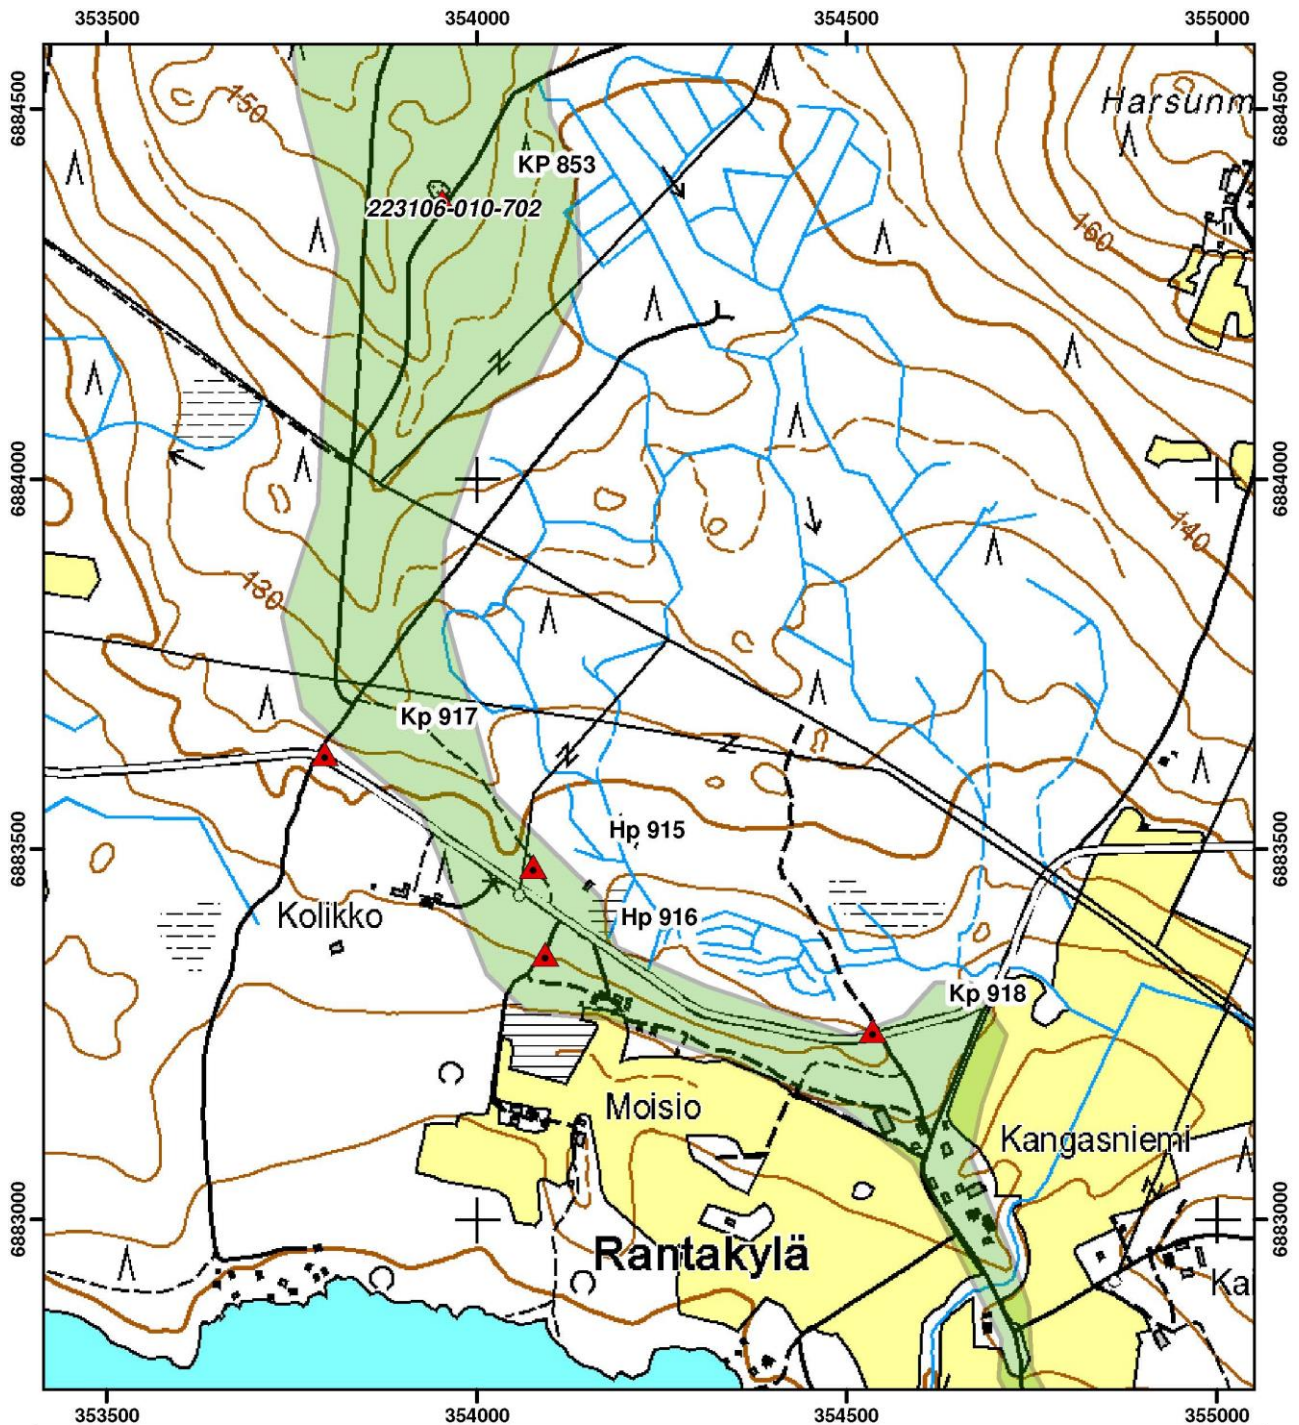 353500 354000 354500 355000
6884500 6884500
Harsunm
150
KP 853
223106-010-702
160
6884000 6884000
140
130
Kp 917
Hp 915
6883500 6883500
Kolikko
Hp 916
Kp 918
Moisio
Kangasniemi
6883000 6883000
Rantakylä
Ka
353500 354000 354500 355000